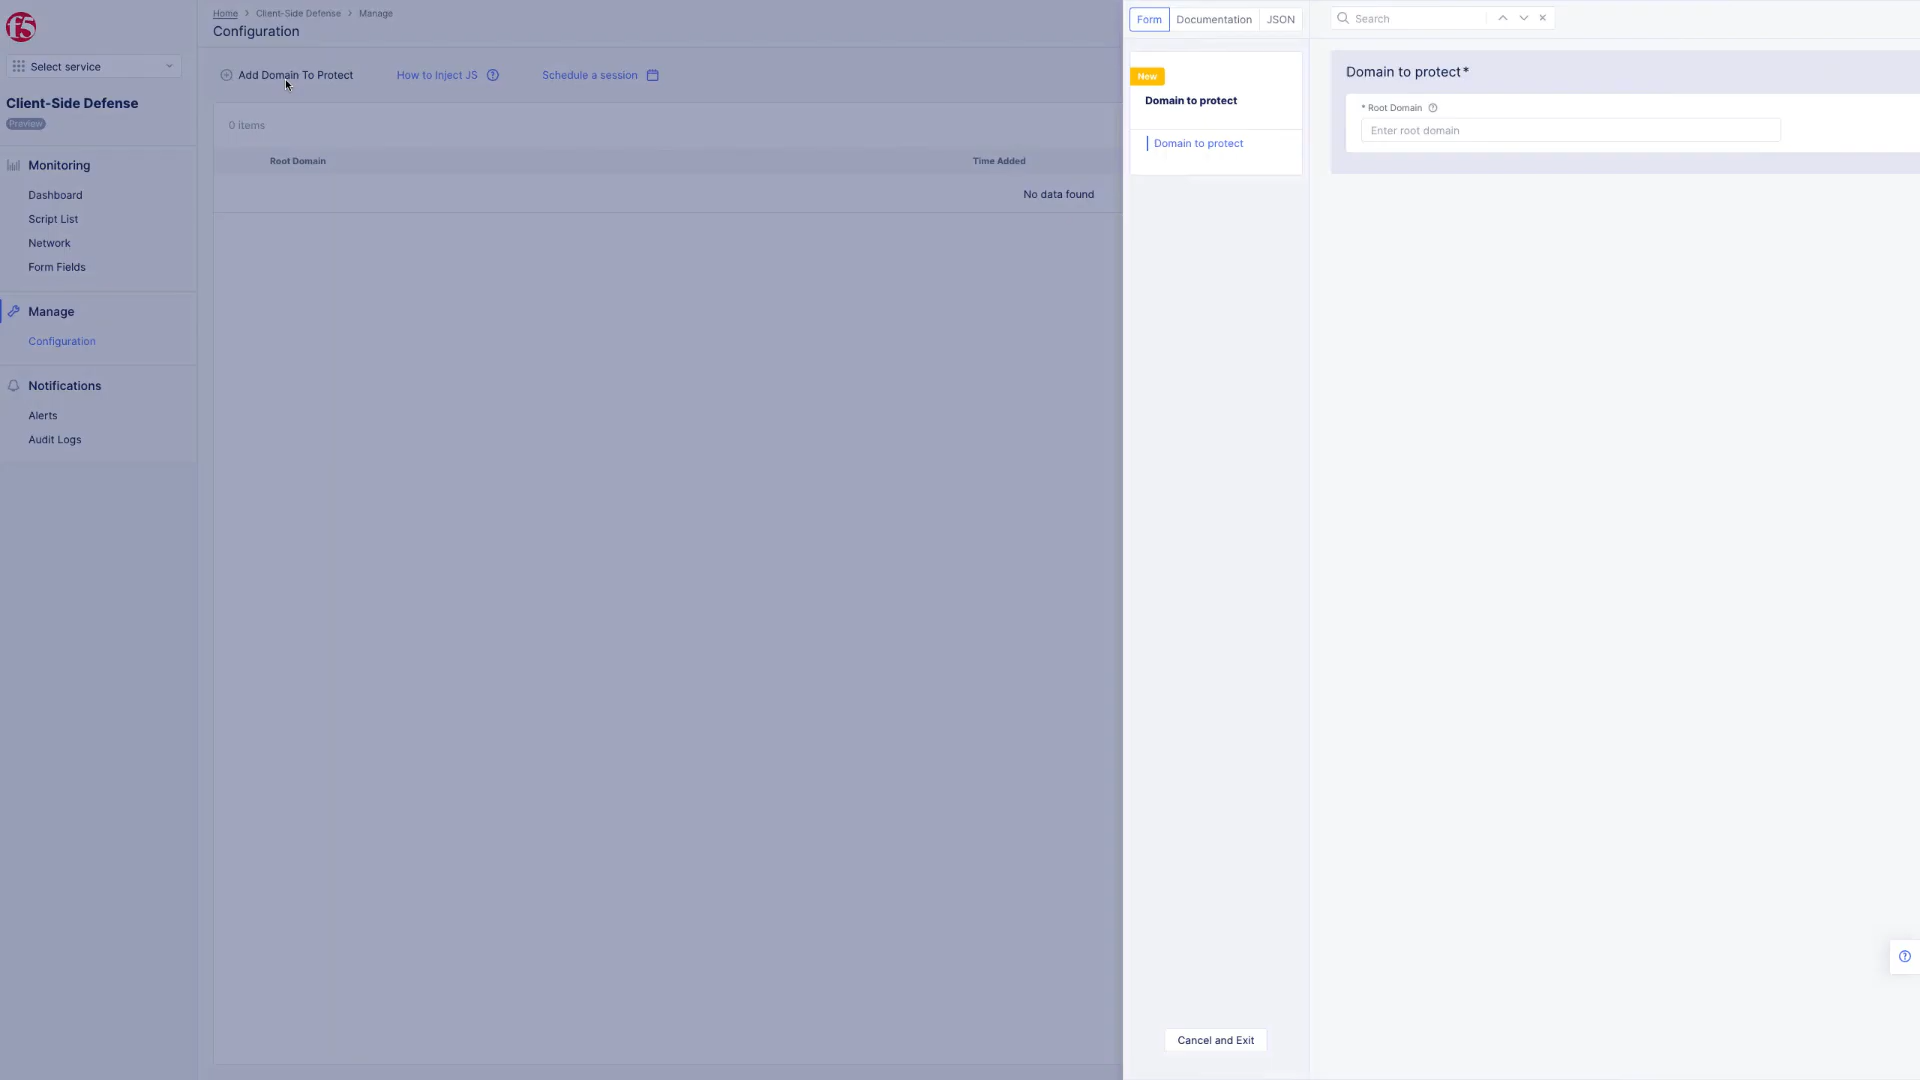 f5
Select service
Client-Side Defense
Preview
Monitoring
Dashboard
Script List
Network
Form Fields
Manage
Configuration
Notifications
Alerts
Audit Logs
Home > Client-Side Defense > Manage
Configuration
Add Domain To Protect
How to Inject JS
Schedule a session
0 items
Root Domain
Time Added
No data found
Form
Documentation
JSON
New
Domain to protect
Domain to protect
Cancel and Exit
Search
Domain to protect*
* Root Domain
Enter root domain